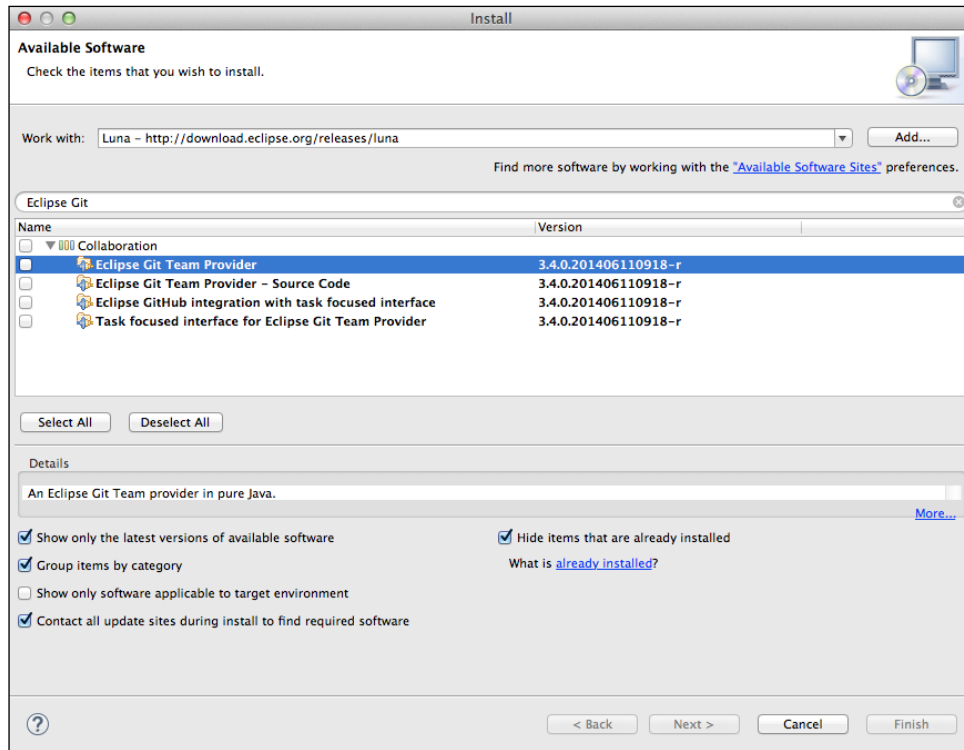 Install
Available Software
Check the items that you wish to install.
Work with: Luna – http://download.eclipse.org/releases/luna Add...
Find more software by working with the "Available Software Sites" preferences.
Eclipse Git
Name Version
Collaboration
Eclipse Git Team Provider 3.4.0.201406110918-r
Eclipse Git Team Provider – Source Code 3.4.0.201406110918-r
Eclipse GitHub integration with task focused interface 3.4.0.201406110918-r
Task focused interface for Eclipse Git Team Provider 3.4.0.201406110918-r
Select All Deselect All
Details
An Eclipse Git Team provider in pure Java.
More...
Show only the latest versions of available software Hide items that are already installed
Group items by category What is already installed?
Show only software applicable to target environment
Contact all update sites during install to find required software
? < Back Next > Cancel Finish